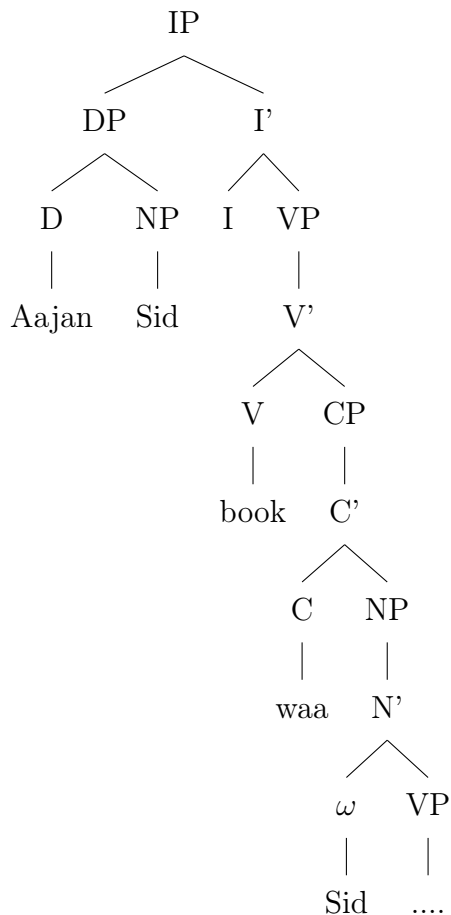 IP
DP I’
D NP I VP
Aajan Sid V’
V CP
book C’
C NP
waa N’
ω VP
Sid ....